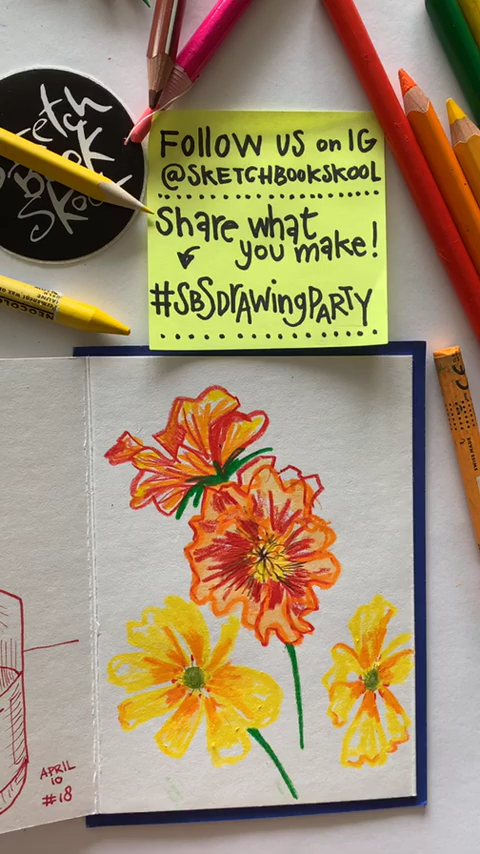 Follow us on IG
@SKETCHBOOKSKOOL
Share what
you make!
#SBSDRAWingPARTY
APRIL
10
#18